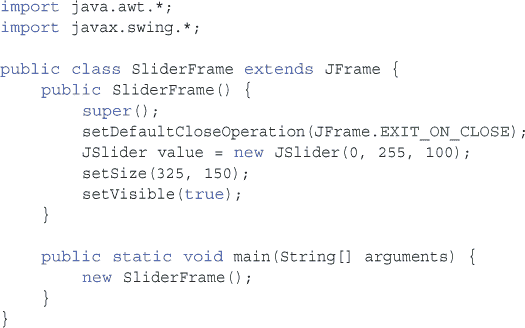 import java.awt.*;
import javax.swing.*;

public class SliderFrame extends JFrame {
    public SliderFrame() {
        super();
        setDefaultCloseOperation(JFrame.EXIT_ON_CLOSE);
        JSlider value = new JSlider(0, 255, 100);
        setSize(325, 150);
        setVisible(true);
    }

    public static void main(String[] arguments) {
        new SliderFrame();
    }
}